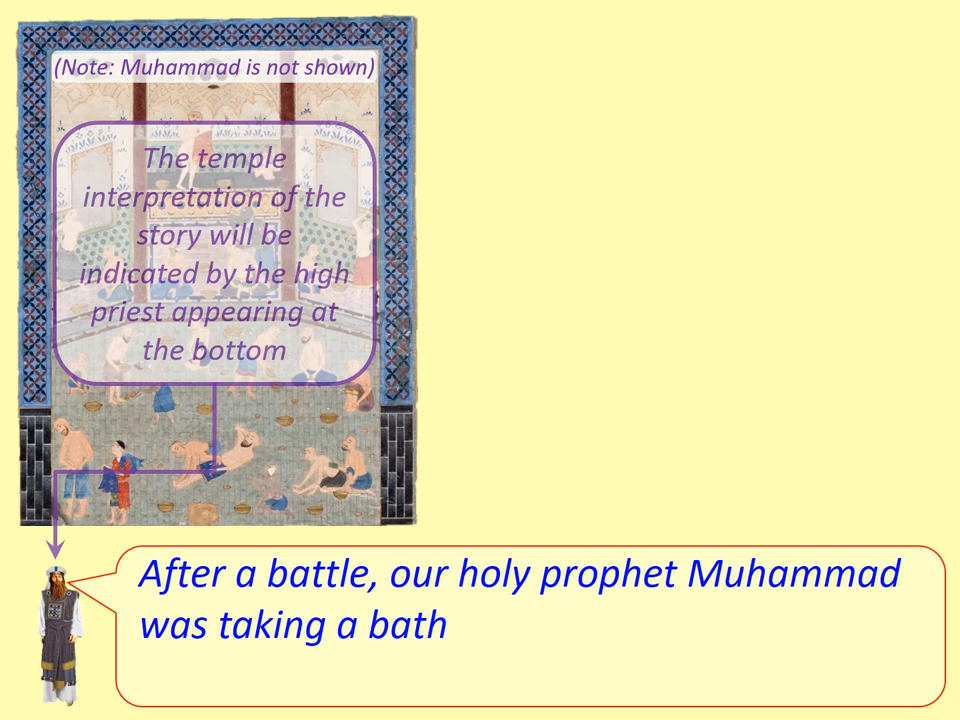 (Note: Muhammad is not shown)
The temple
interpretation of the
story will be
indicated by the high
priest appearing at
the bottom
After a battle, our holy prophet Muhammad
was taking a bath